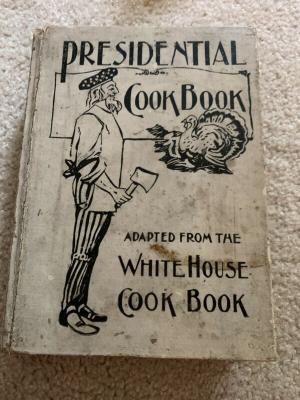 PRESIDENTIAL
COOK BOOK
ADAPTED FROM THE
WHITE HOUSE
COOK BOOK